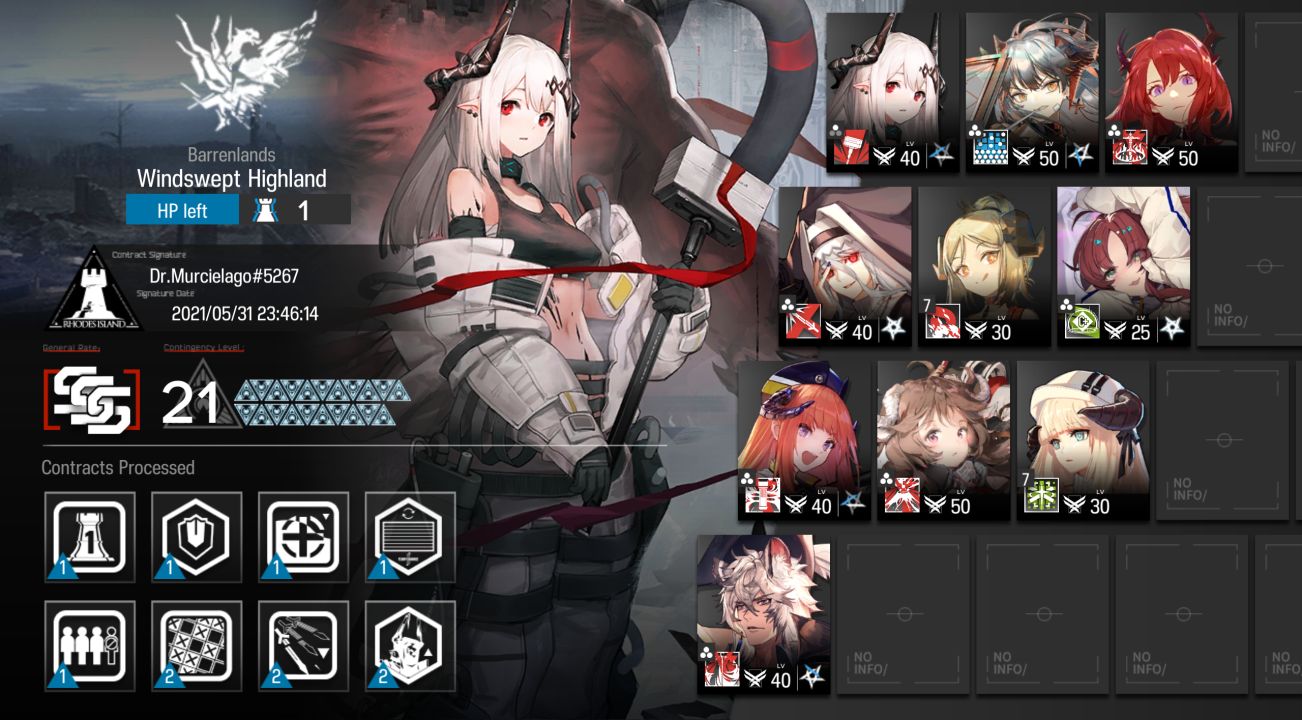 Barrenlands
Windswept Highland
HP left 1
Contract Signature
Dr.Murcielago#5267
Signature Date
2021/05/31 23:46:14
RHODES ISLAND
General Rate:
Contingency Level:
SSS
21
Contracts Processed
1
1
1
1
1
1
2
2
2
LV
40
LV
50
LV
50
NO
INFO/
LV
40
7
LV
30
LV
25
NO
INFO/
LV
40
LV
50
7
LV
30
NO
INFO/
LV
40
NO
INFO/
NO
INFO/
NO
INFO/
NO
INFO